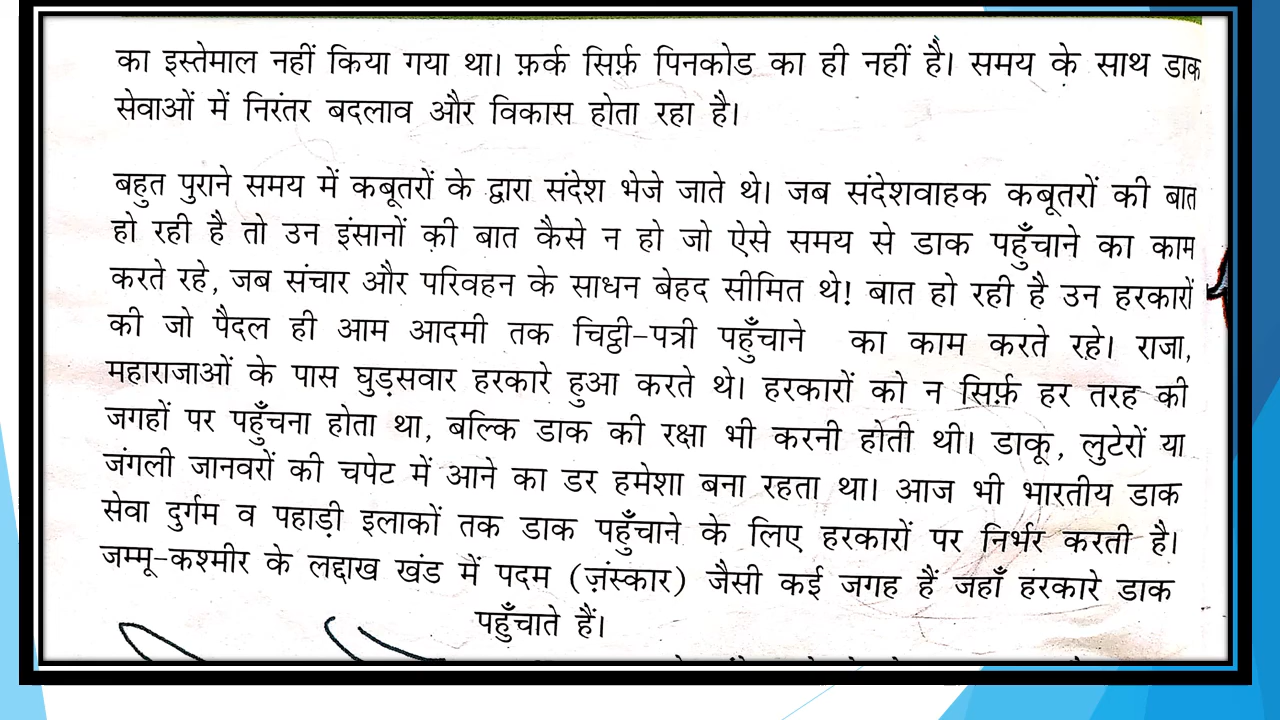 का इस्तेमाल नहीं किया गया था। फ़र्क सिर्फ़ पिनकोड का ही नहीं है। समय के साथ डाक
सेवाओं में निरंतर बदलाव और विकास होता रहा है।
बहुत पुराने समय में कबूतरों के द्वारा संदेश भेजे जाते थे। जब संदेशवाहक कबूतरों की बात
हो रही है तो उन इंसानों की बात कैसे न हो जो ऐसे समय से डाक पहुँचाने का काम
करते रहे, जब संचार और परिवहन के साधन बेहद सीमित थे! बात हो रही है उन हरकारों
की जो पैदल ही आम आदमी तक चिट्ठी-पत्री पहुँचाने का काम करते रहे। राजा,
महाराजाओं के पास घुड़सवार हरकारे हुआ करते थे। हरकारों को न सिर्फ़ हर तरह की
जगहों पर पहुँचना होता था, बल्कि डाक की रक्षा भी करनी होती थी। डाकू, लुटेरों या
जंगली जानवरों की चपेट में आने का डर हमेशा बना रहता था। आज भी भारतीय डाक
सेवा दुर्गम व पहाड़ी इलाकों तक डाक पहुँचाने के लिए हरकारों पर निर्भर करती है।
जम्मू-कश्मीर के लद्दाख खंड में पदम (ज़ंस्कार) जैसी कई जगह हैं जहाँ हरकारे डाक
पहुँचाते हैं।